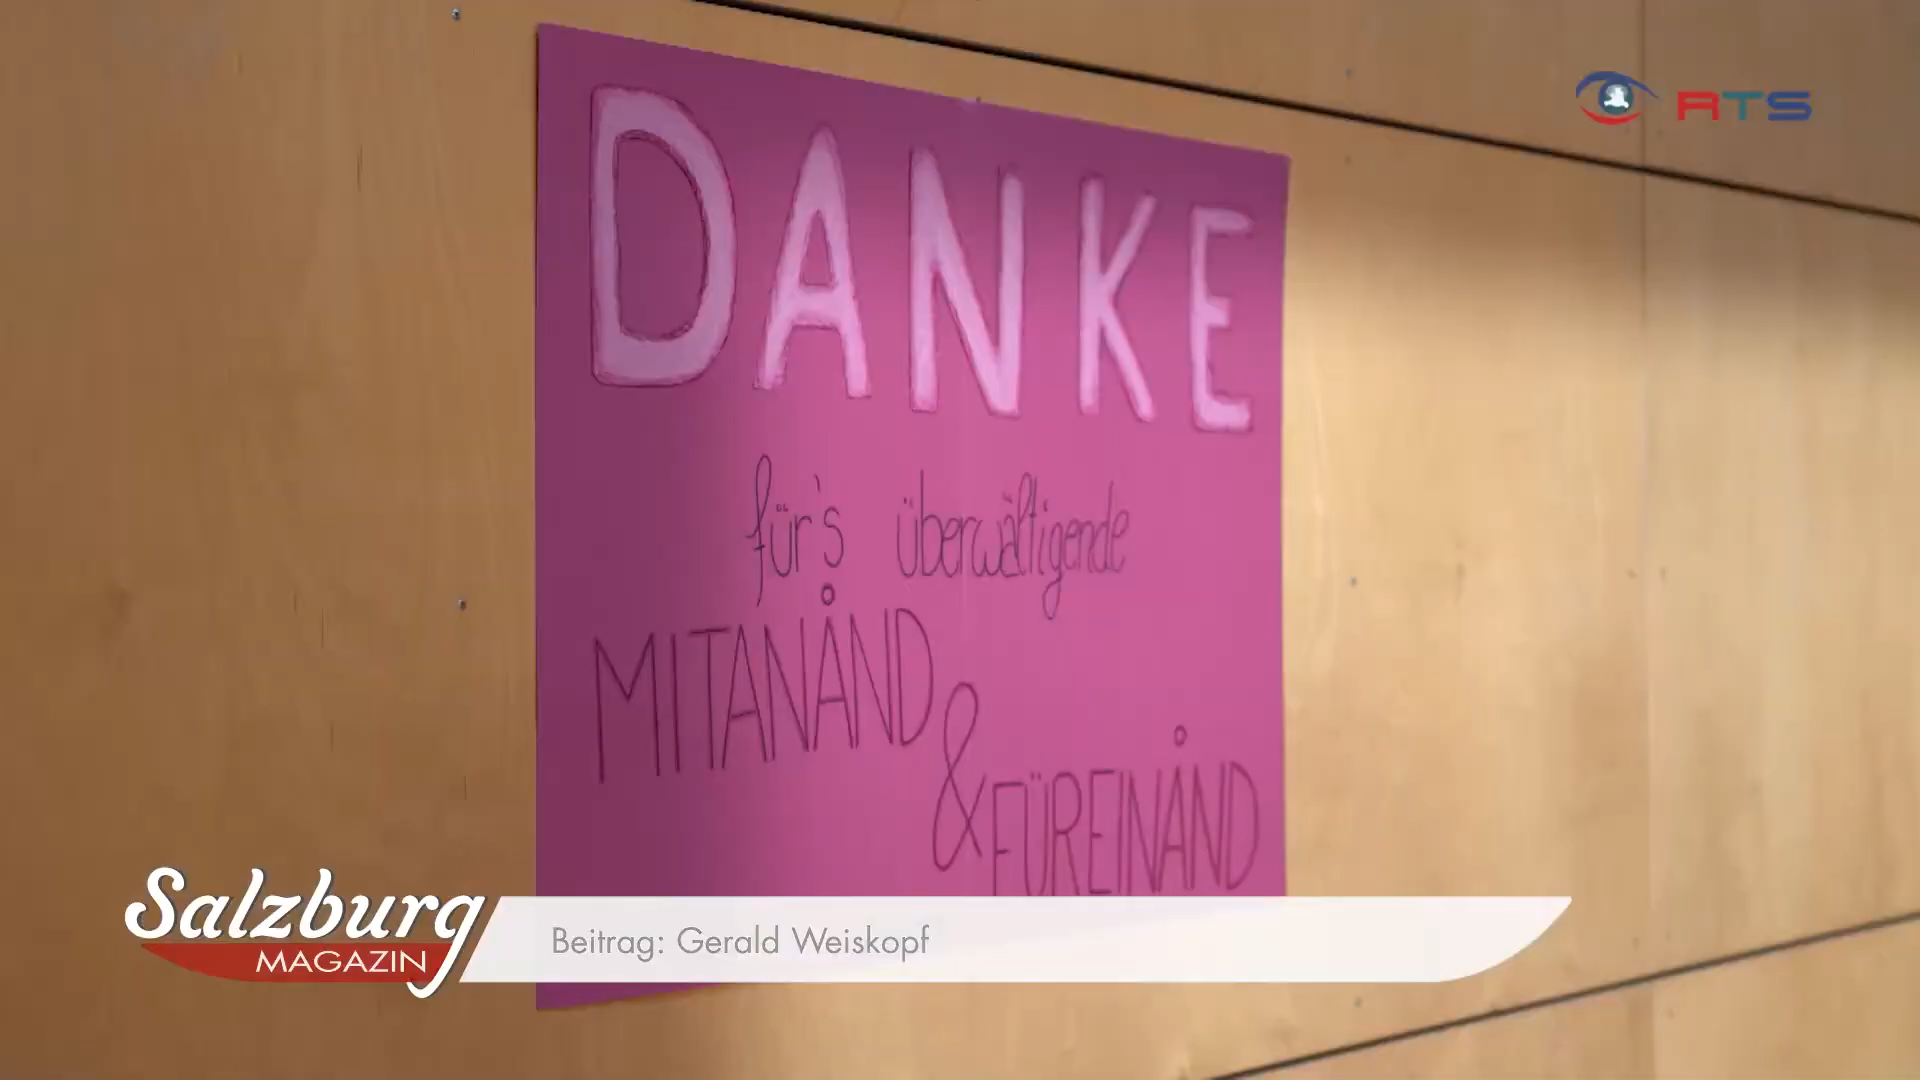 RTS
DANKE
für's überwältigende
MITANÅND
& FÜREINÅND
Salzburg
MAGAZIN
Beitrag: Gerald Weiskopf